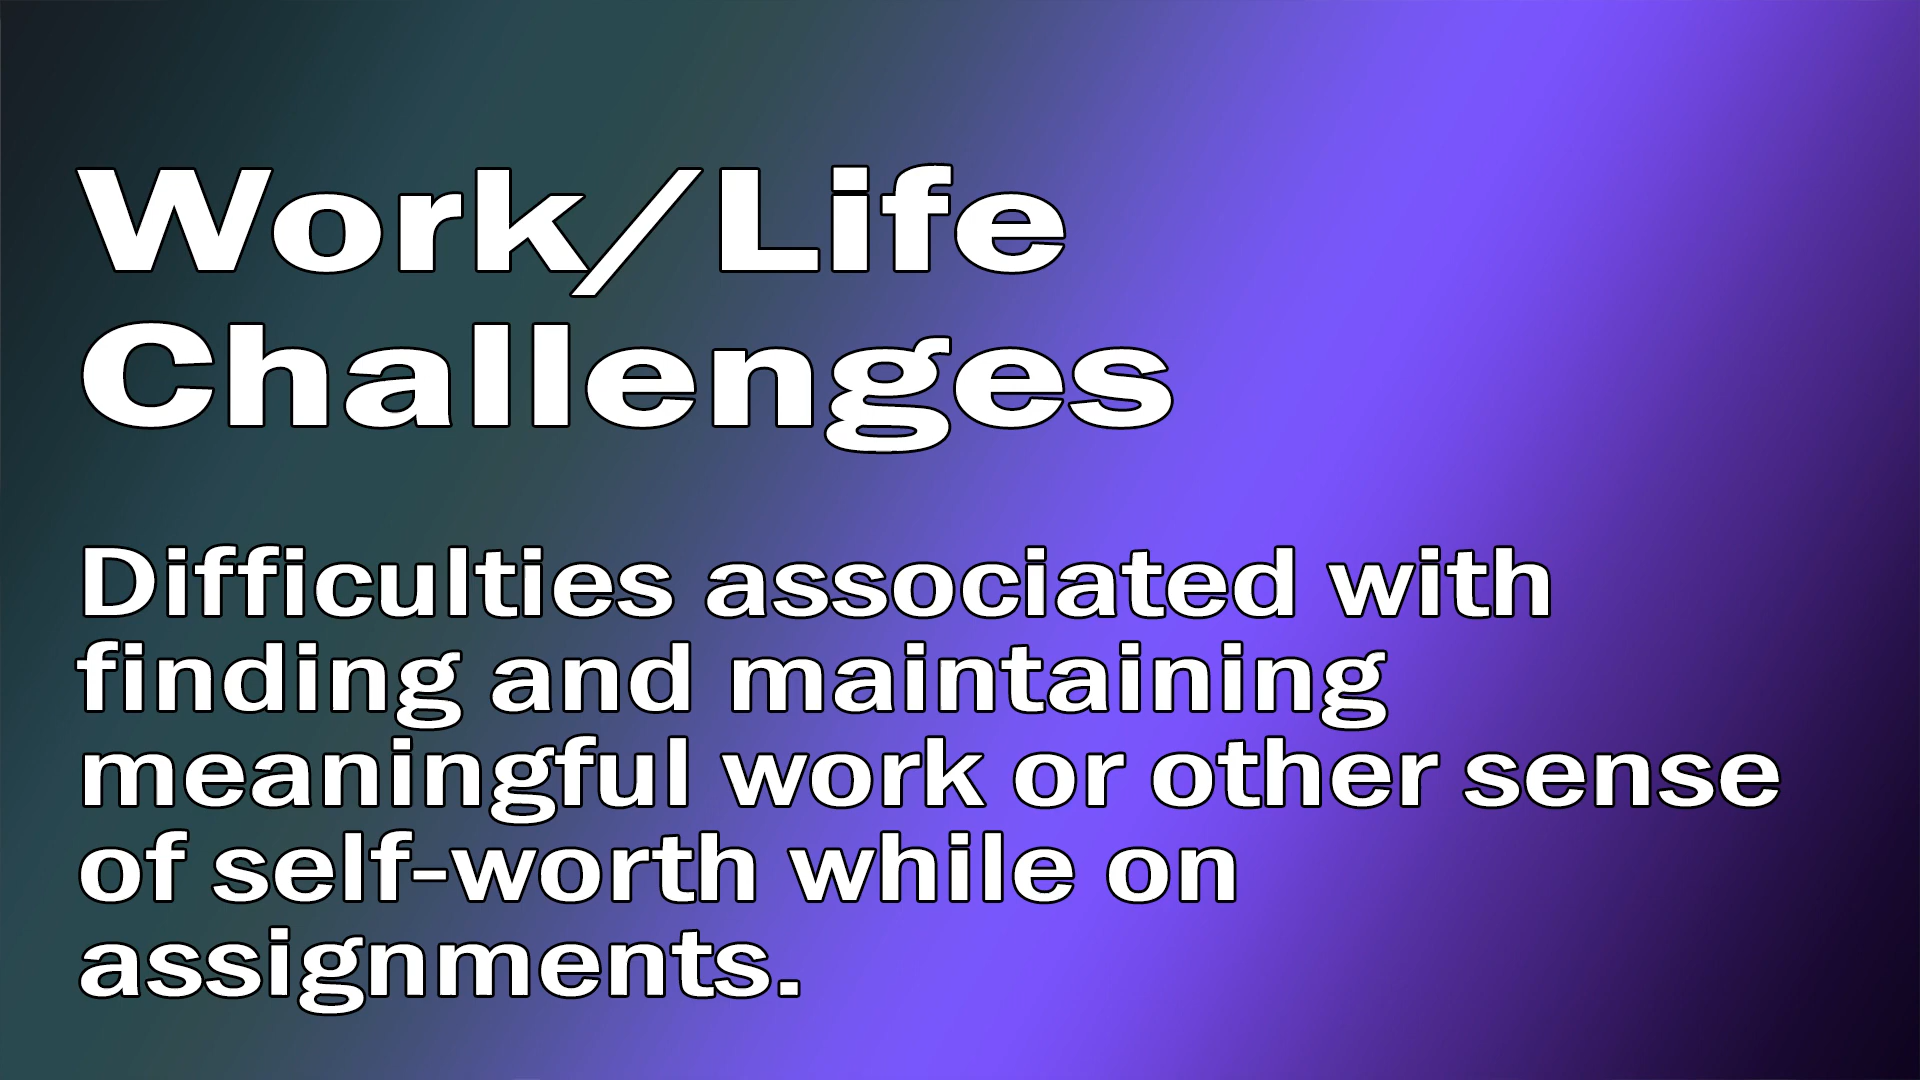 Work/Life
Challenges
Difficulties associated with
finding and maintaining
meaningful work or other sense
of self-worth while on
assignments.